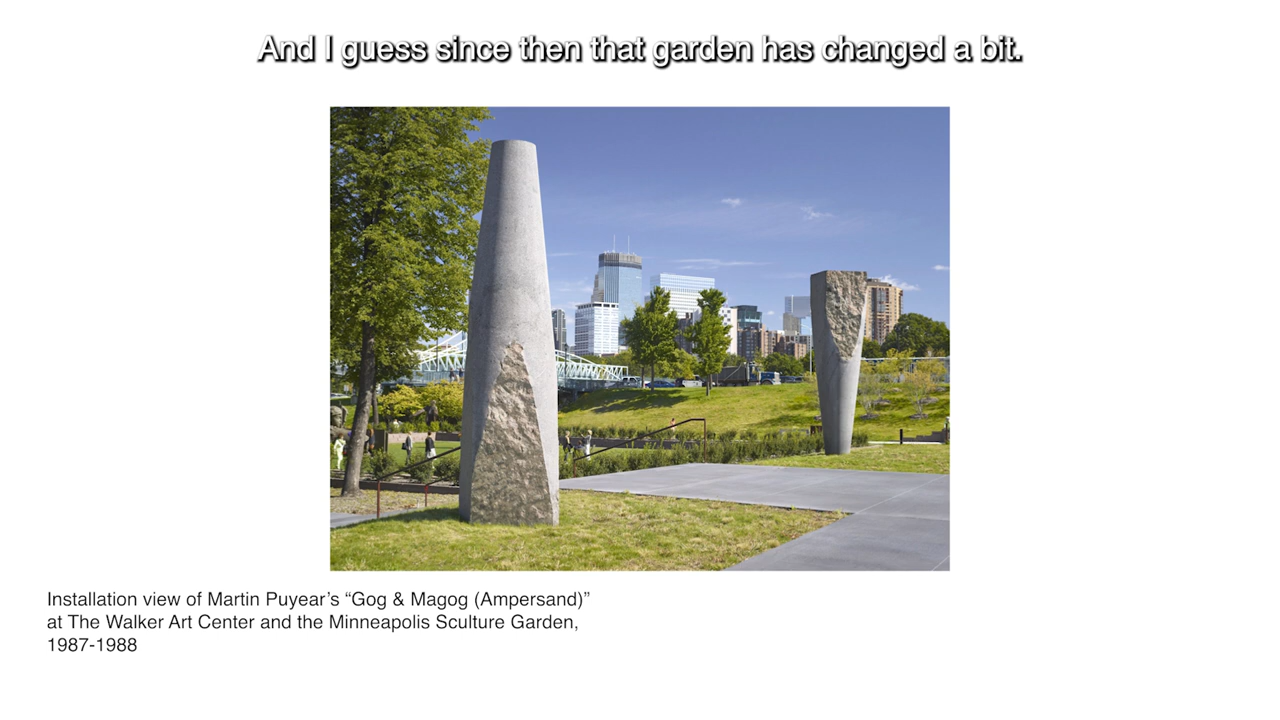 And I guess since then that garden has changed a bit.
Installation view of Martin Puyear’s “Gog & Magog (Ampersand)”
at The Walker Art Center and the Minneapolis Sculture Garden,
1987-1988